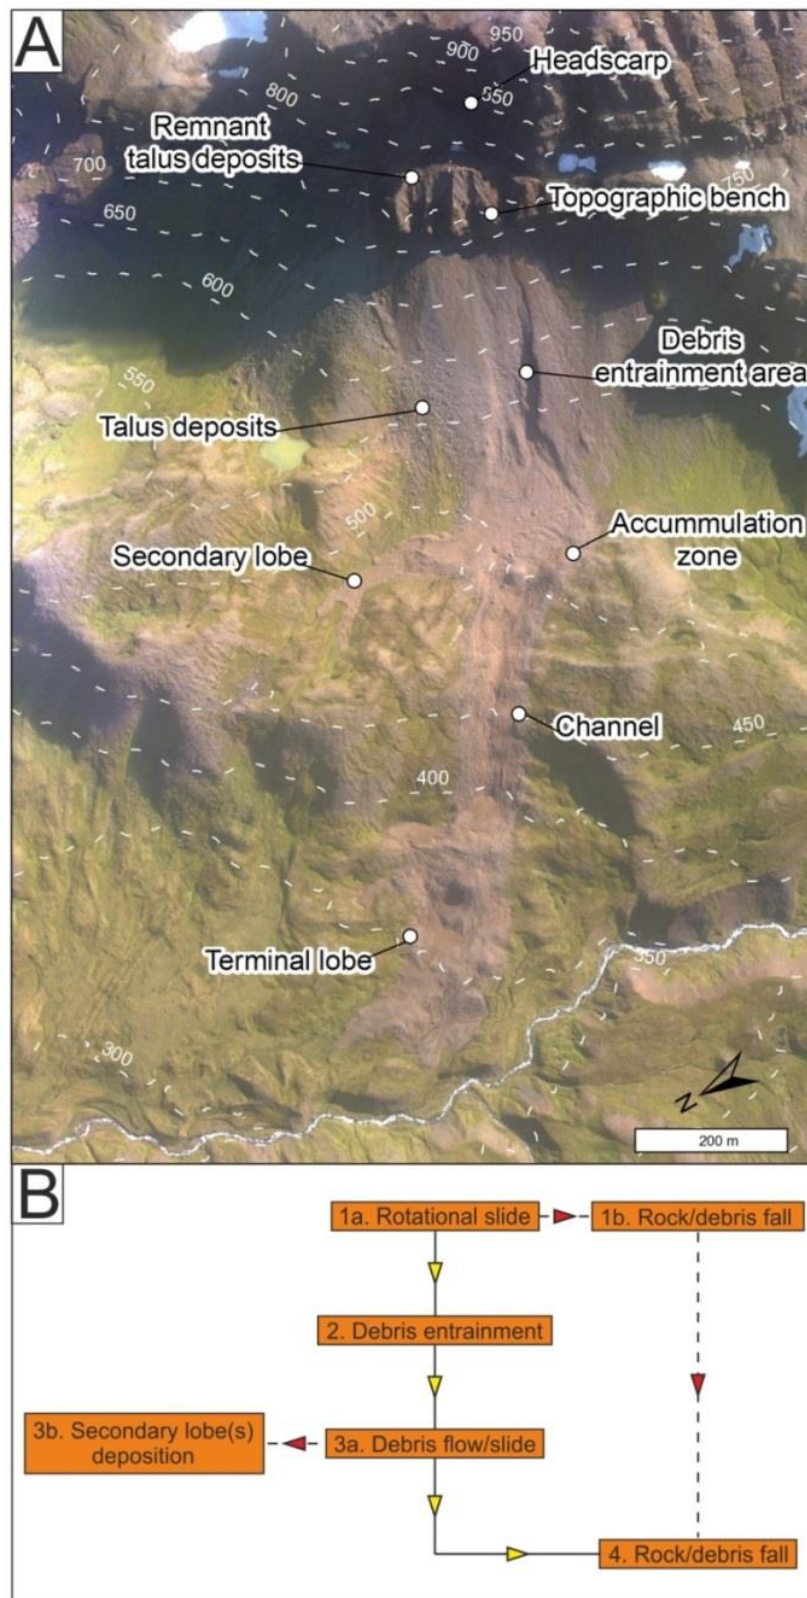 A
950
900
Headscarp
850
800
Remnant
talus deposits
700
750
Topographic bench
650
600
Debris
entrainment area
550
Talus deposits
500
Accummulation
zone
Secondary lobe
Channel
450
400
Terminal lobe
350
300
N
200 m
B
1a. Rotational slide
1b. Rock/debris fall
2. Debris entrainment
3b. Secondary lobe(s)
deposition
3a. Debris flow/slide
4. Rock/debris fall